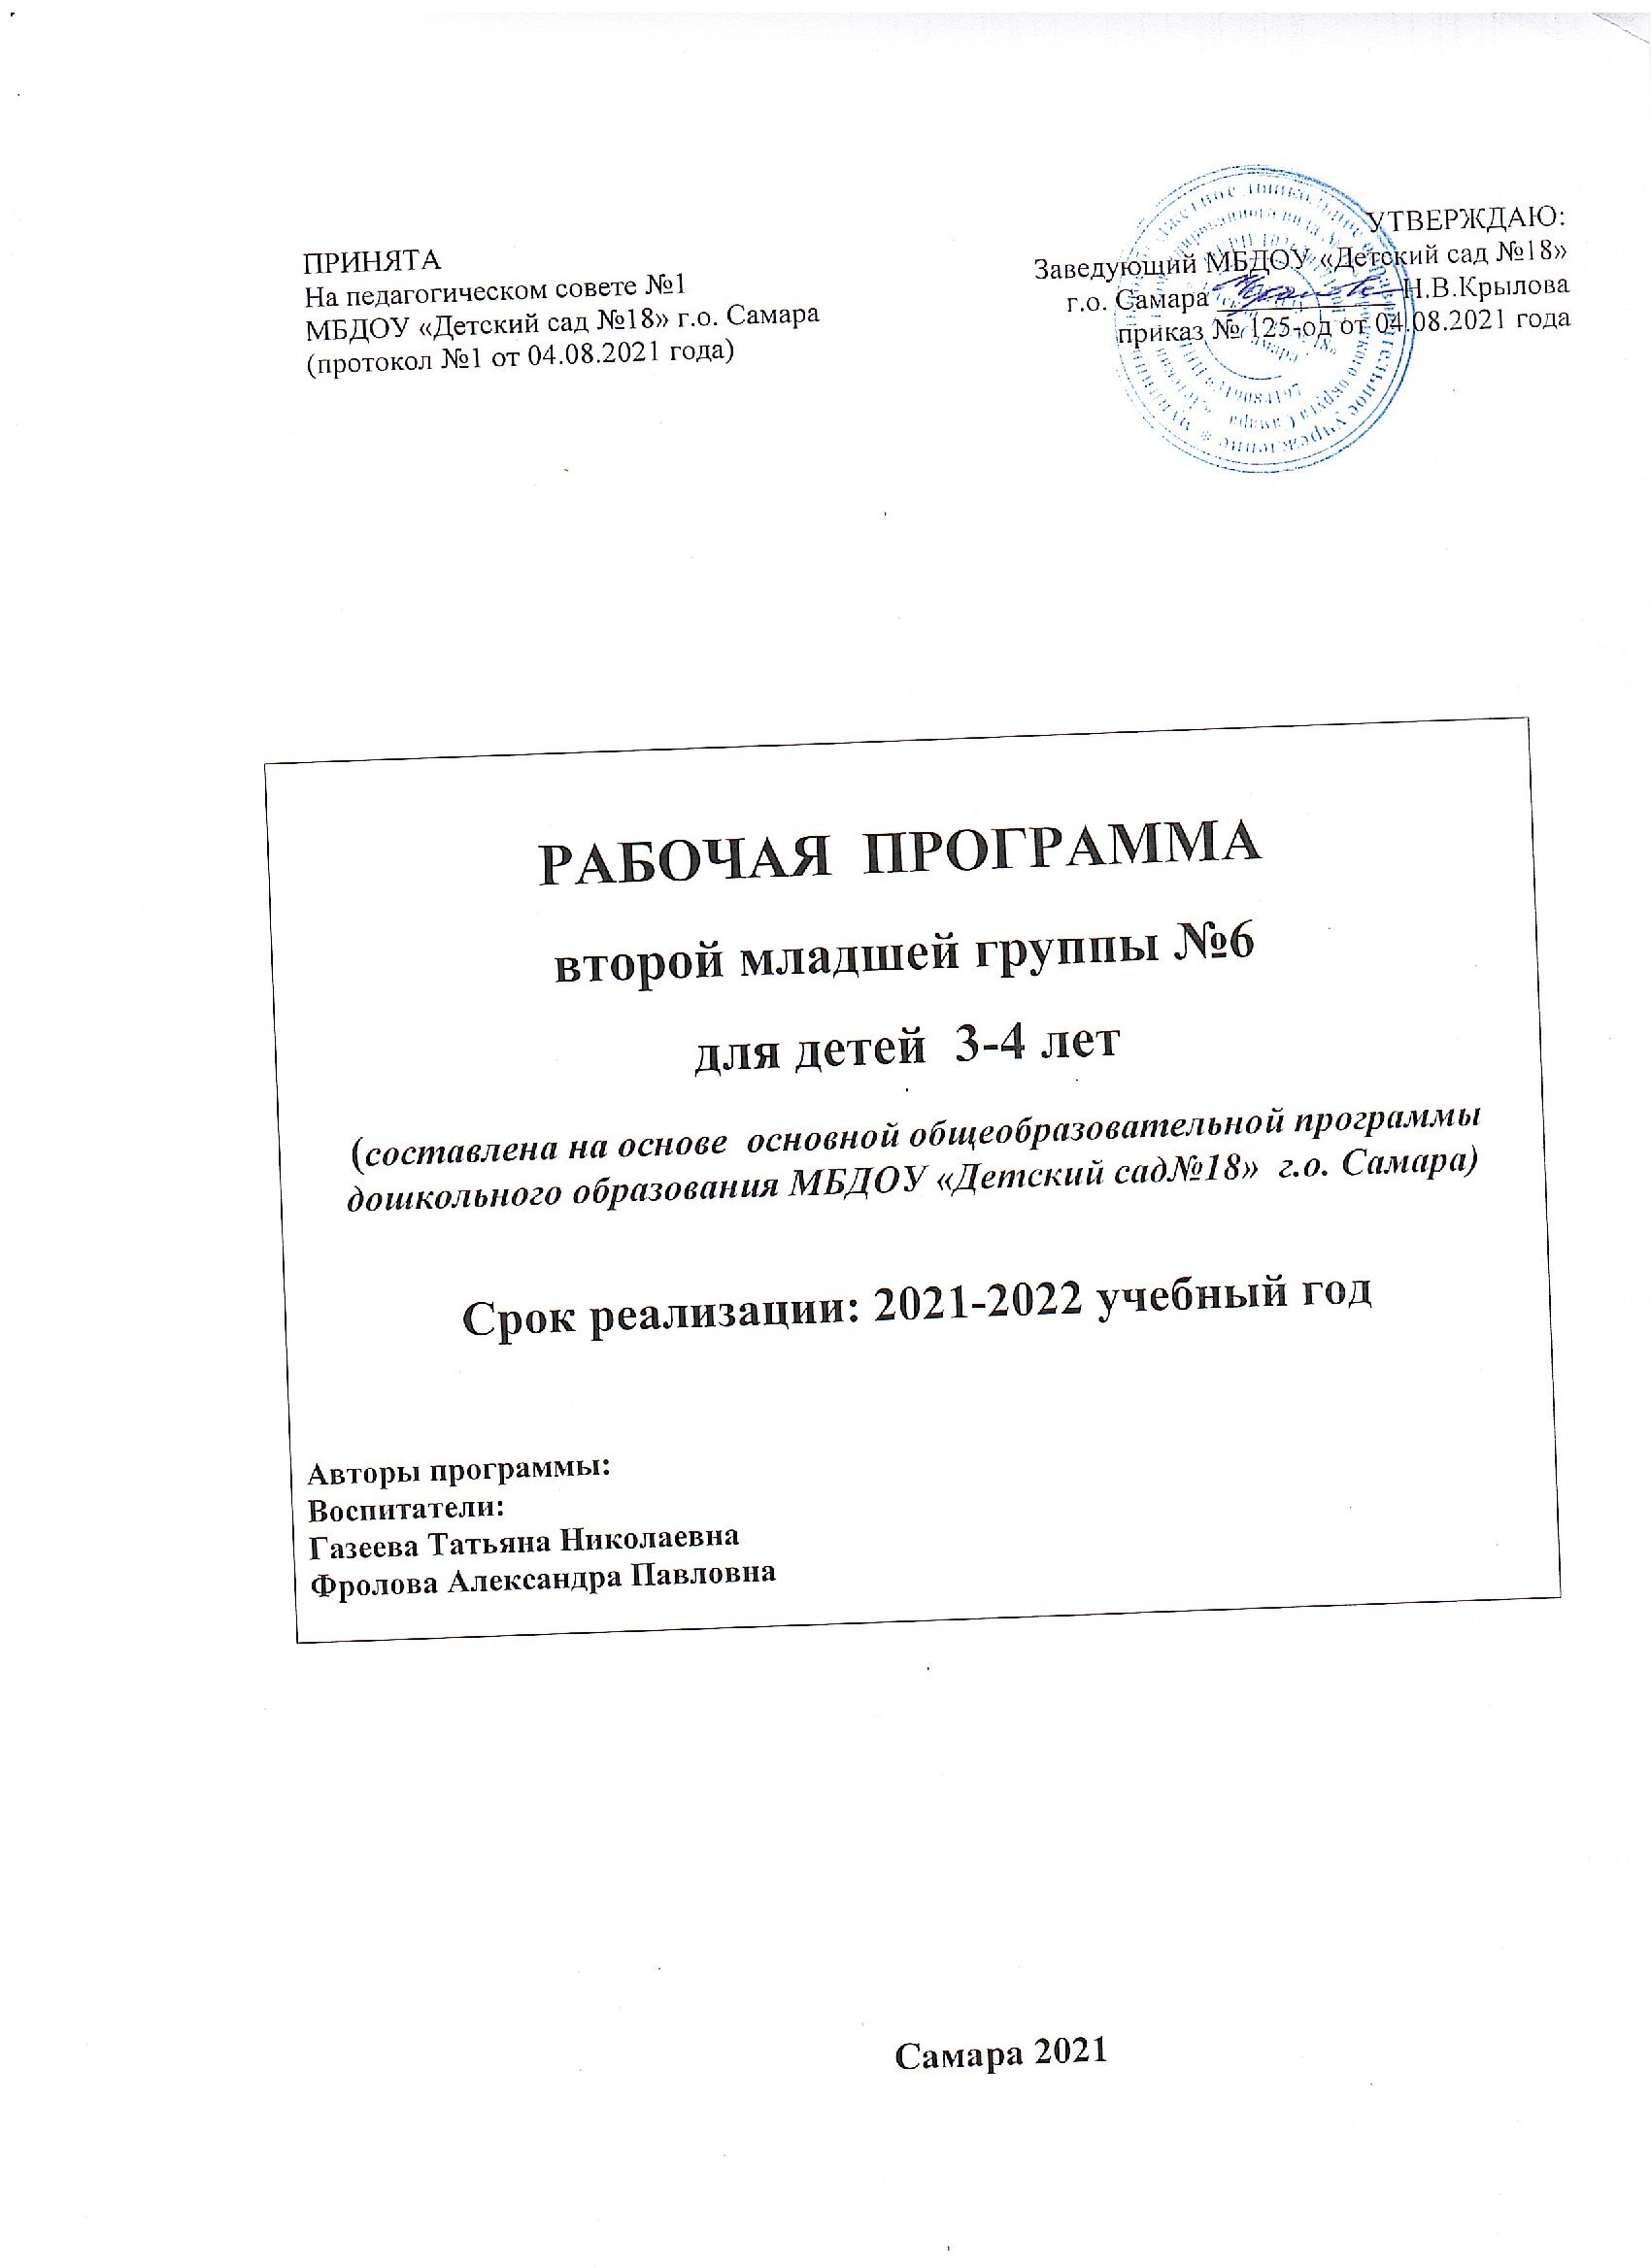 ПРИНЯТА
На педагогическом совете №1
МБДОУ «Детский сад №18» г.о. Самара
(протокол №1 от 04.08.2021 года)
УТВЕРЖДАЮ:
Заведующий МБДОУ «Детский сад №18»
г.о. Самара Н.В.Крылова
приказ № 125-од от 04.08.2021 года
РАБОЧАЯ ПРОГРАММА
второй младшей группы №6
для детей 3-4 лет
(составлена на основе основной общеобразовательной программы
дошкольного образования МБДОУ «Детский сад№18» г.о. Самара)
Срок реализации: 2021-2022 учебный год
Авторы программы:
Воспитатели:
Газеева Татьяна Николаевна
Фролова Александра Павловна
Самара 2021